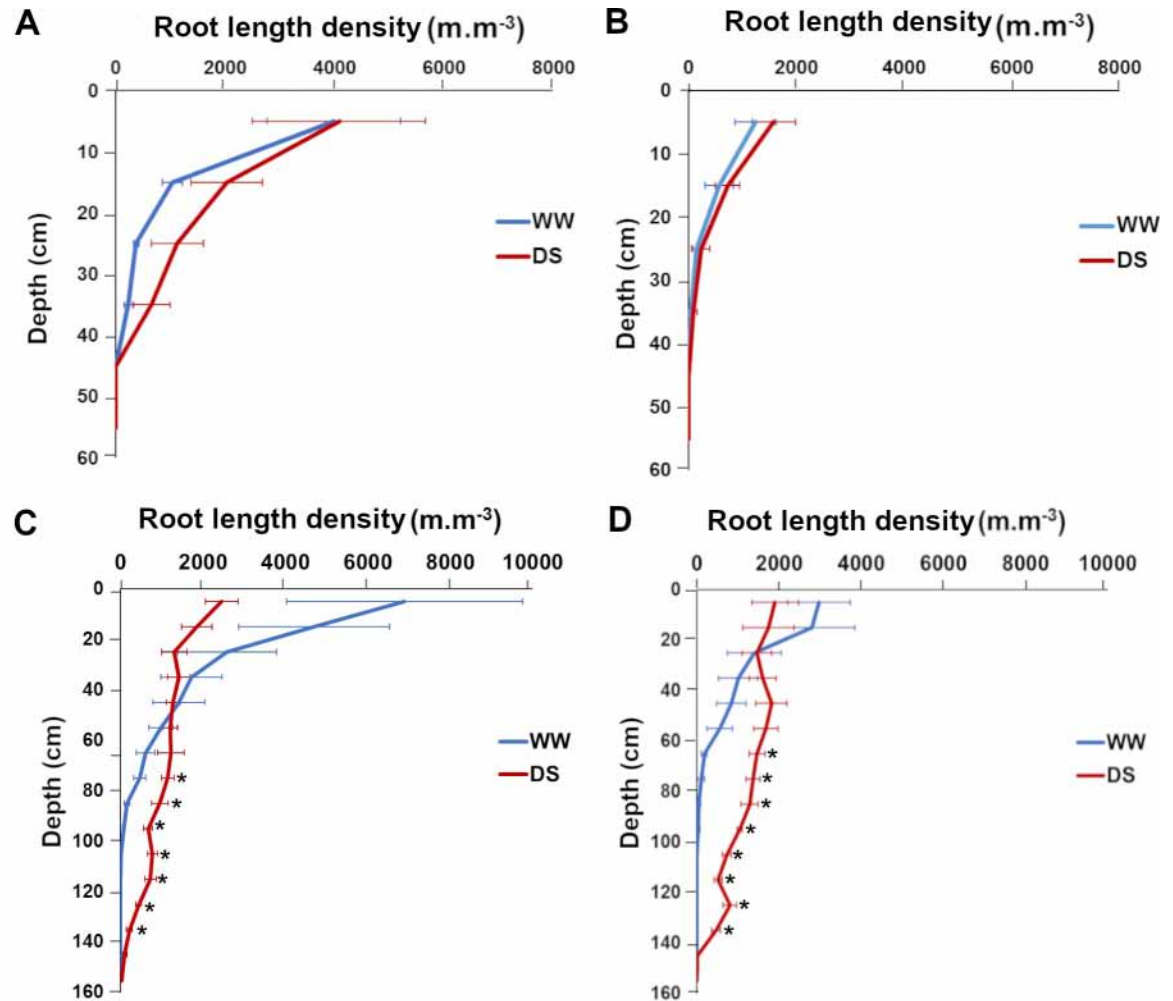 A
Root length density (m.m-3)
0 2000 4000 6000 8000
0
10
20
30
40
50
60
Depth (cm)
WW
DS
B
Root length density (m.m-3)
0 2000 4000 6000 8000
0
10
20
30
40
50
60
Depth (cm)
WW
DS
C
Root length density (m.m-3)
0 2000 4000 6000 8000 10000
0
20
40
60
80
100
120
140
160
Depth (cm)
WW
DS
*
*
*
*
*
*
*
D
Root length density (m.m-3)
0 2000 4000 6000 8000 10000
0
20
40
60
80
100
120
140
160
Depth (cm)
WW
DS
*
*
*
*
*
*
*
*